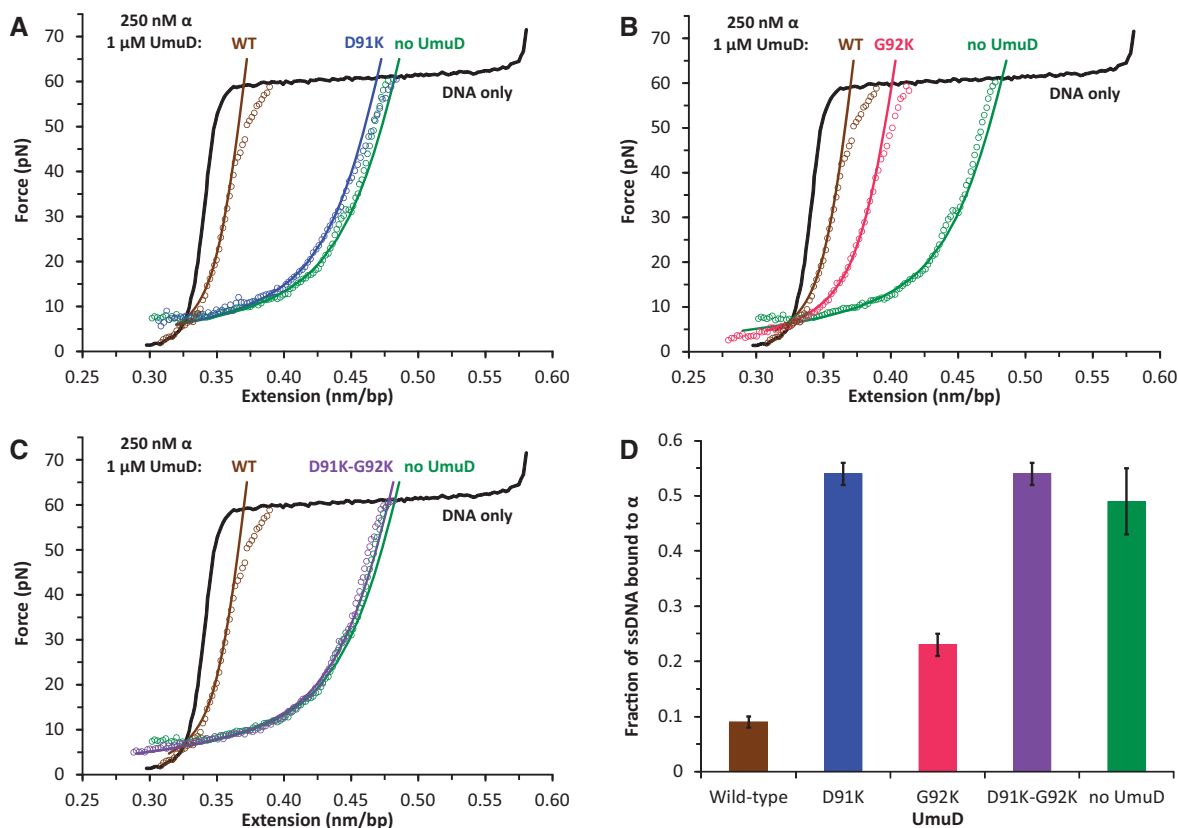 A
250 nM α
1 µM UmuD:
WT
D91K
no UmuD
DNA only
Force (pN)
70
60
50
40
30
20
10
0
0.25
0.30
0.35
0.40
0.45
0.50
0.55
0.60
Extension (nm/bp)
B
250 nM α
1 µM UmuD:
WT
G92K
no UmuD
DNA only
Force (pN)
70
60
50
40
30
20
10
0
0.25
0.30
0.35
0.40
0.45
0.50
0.55
0.60
Extension (nm/bp)
C
250 nM α
1 µM UmuD:
WT
D91K-G92K
no UmuD
DNA only
Force (pN)
70
60
50
40
30
20
10
0
0.25
0.30
0.35
0.40
0.45
0.50
0.55
0.60
Extension (nm/bp)
D
Fraction of ssDNA bound to α
0.6
0.5
0.4
0.3
0.2
0.1
0
Wild-type
D91K
G92K
D91K-G92K
no UmuD
UmuD